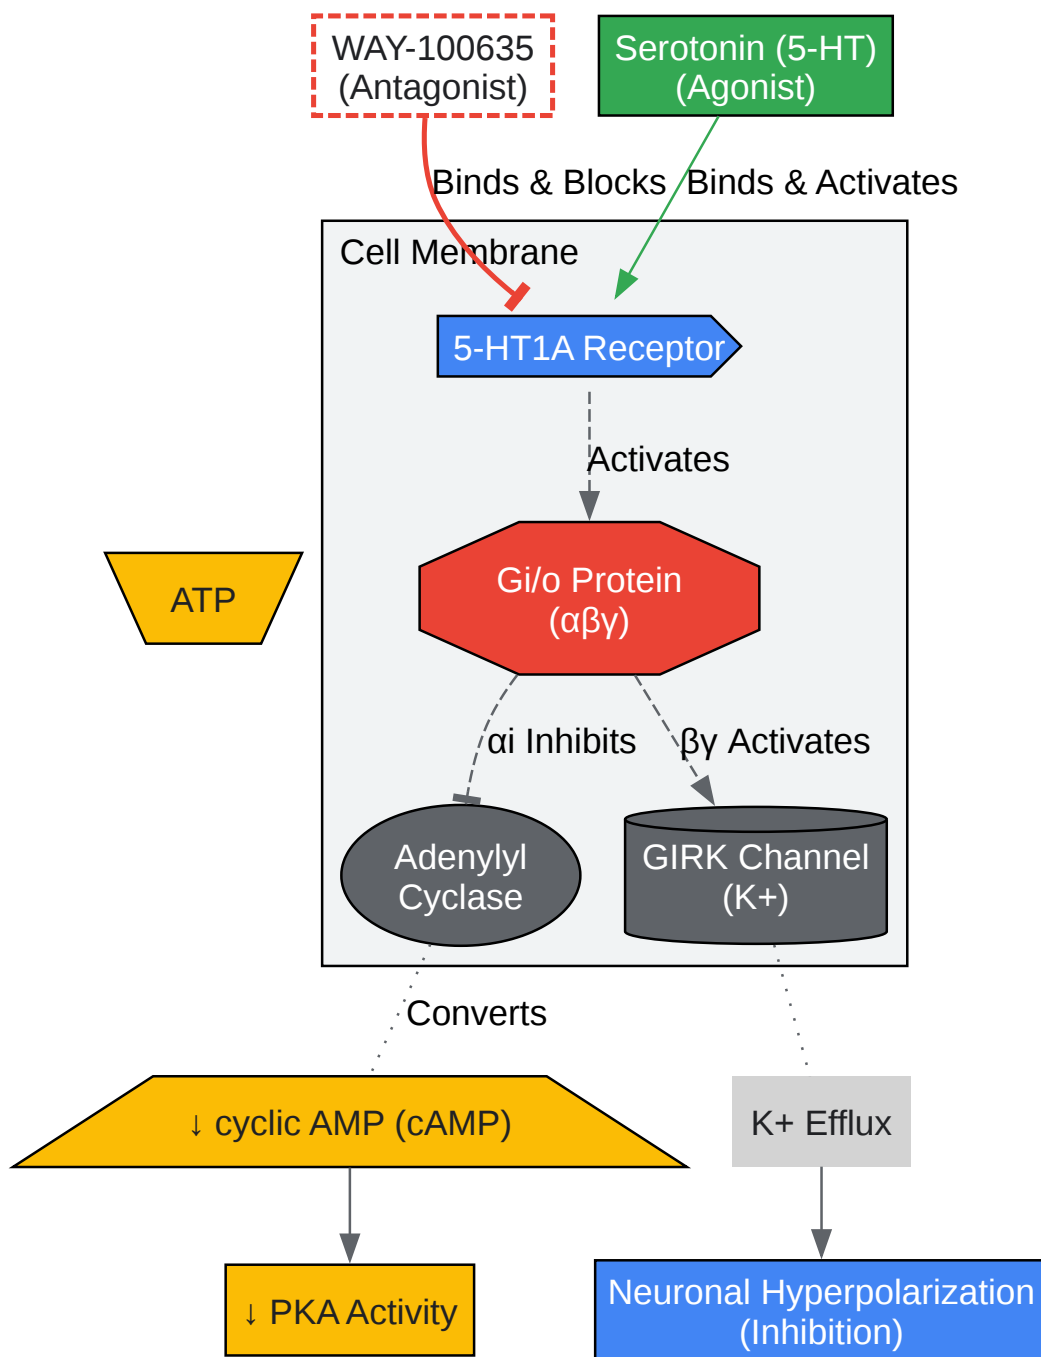 WAY-100635
(Antagonist)
Serotonin (5-HT)
(Agonist)
Binds & Blocks
Binds & Activates
Cell Membrane
5-HT1A Receptor
Activates
ATP
Gi/o Protein
(αβγ)
αi Inhibits
βγ Activates
Adenylyl
Cyclase
GIRK Channel
(K+)
Converts
↓ cyclic AMP (cAMP)
K+ Efflux
↓ PKA Activity
Neuronal Hyperpolarization
(Inhibition)